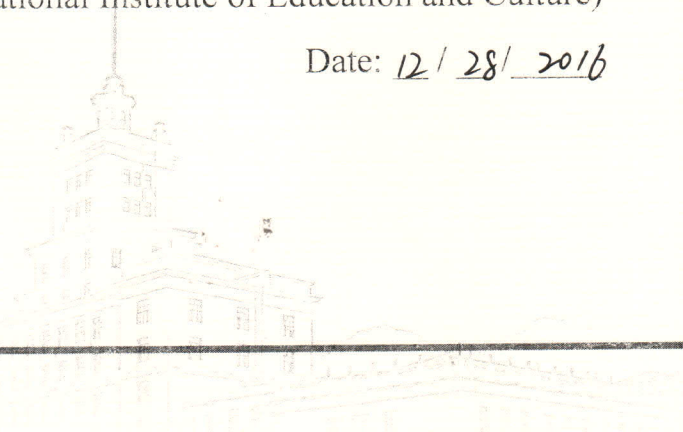 ational Institute of Education and Culture)
Date: 12 / 28 / 2016